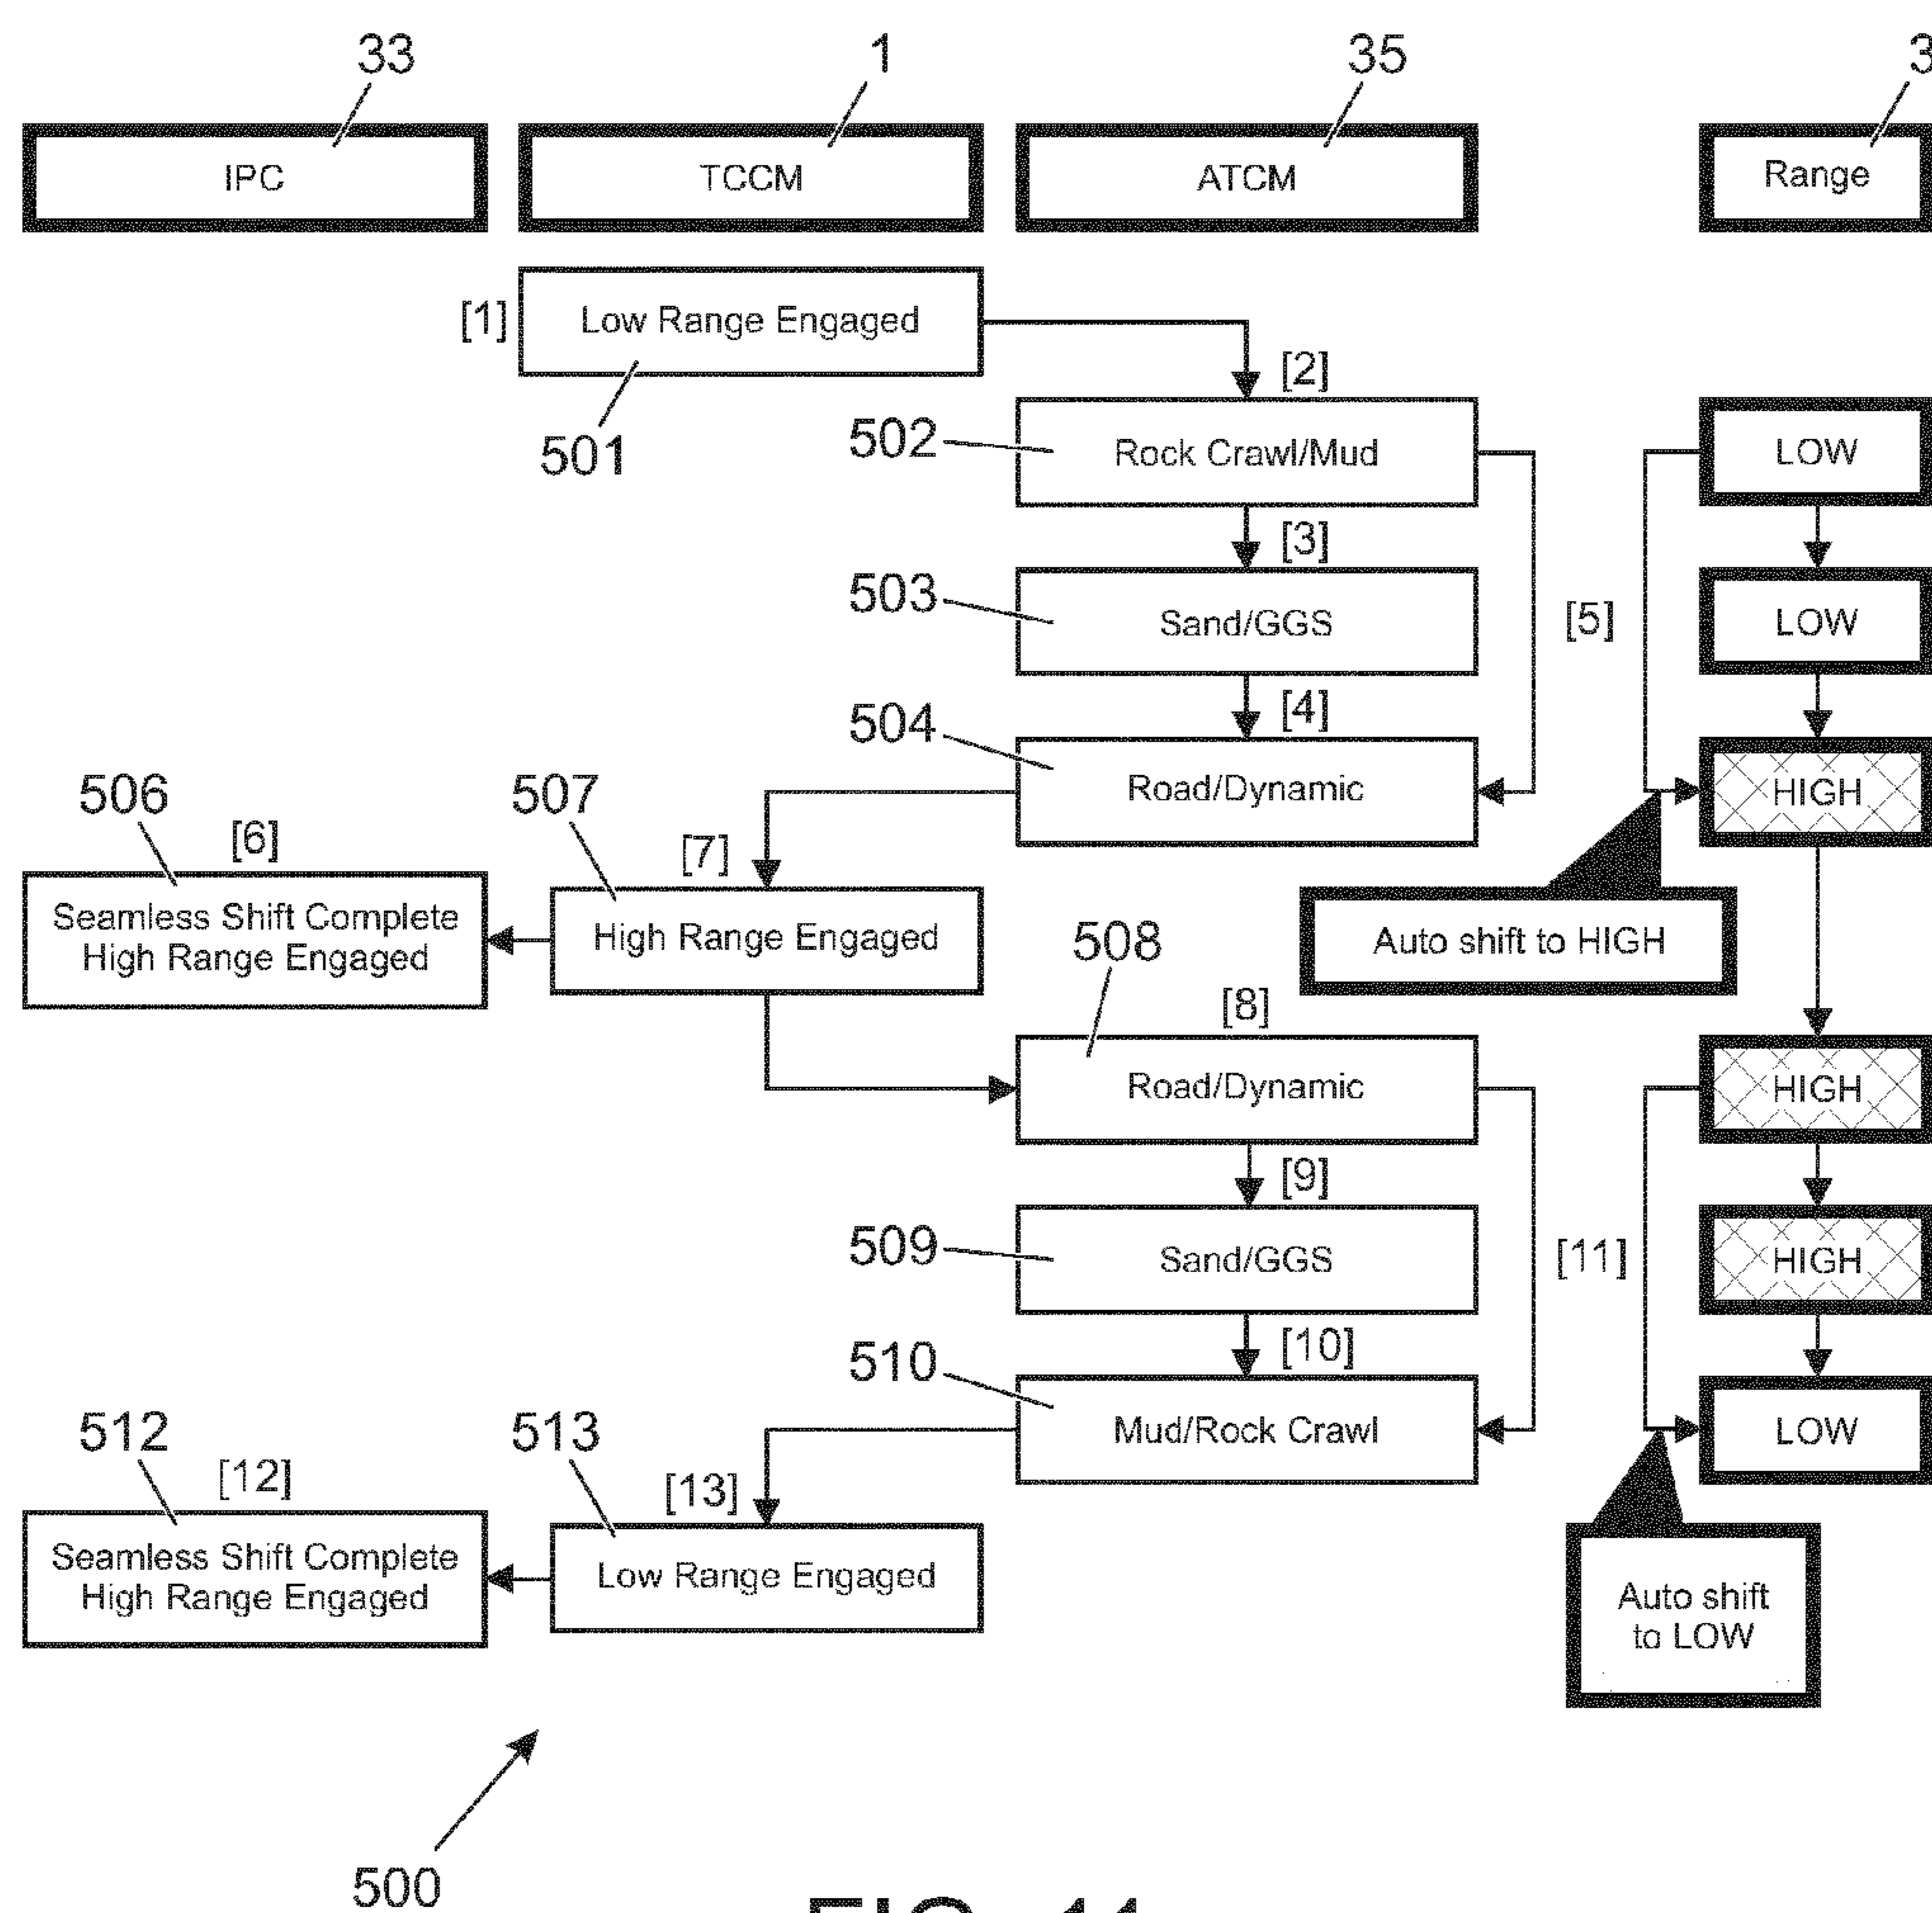 33
1
35
3
IPC
TCCM
ATCM
Range
[1]
Low Range Engaged
501
[2]
502
Rock Crawl/Mud
LOW
[3]
503
Sand/GGS
[5]
LOW
[4]
504
Road/Dynamic
HIGH
506
[6]
507
[7]
Seamless Shift Complete
High Range Engaged
High Range Engaged
508
Auto shift to HIGH
[8]
Road/Dynamic
HIGH
[9]
509
Sand/GGS
[11]
HIGH
[10]
510
Mud/Rock Crawl
LOW
512
[12]
513
[13]
Seamless Shift Complete
High Range Engaged
Low Range Engaged
Auto shift
to LOW
500
FIG. 11